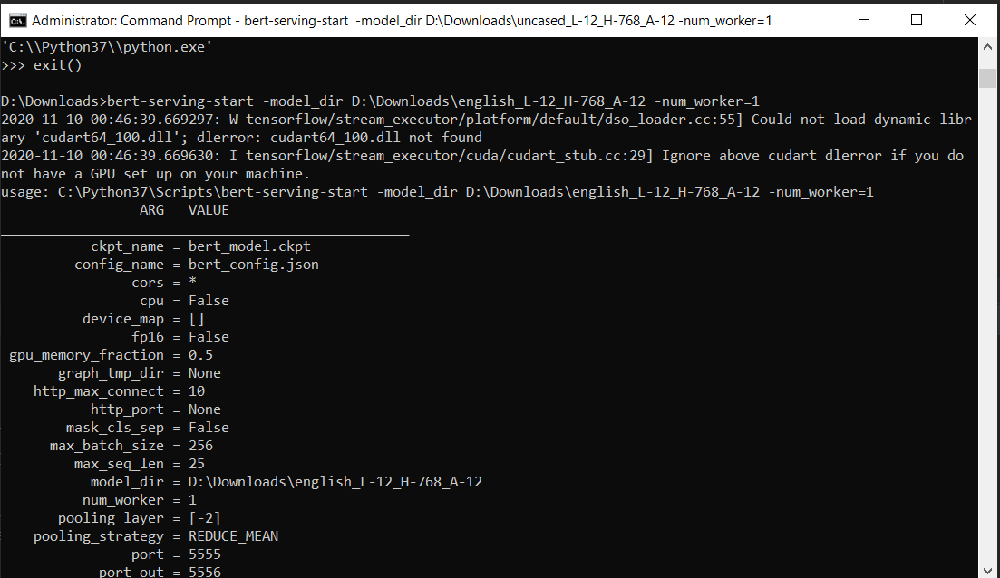 Administrator: Command Prompt - bert-serving-start  -model_dir D:\Downloads\uncased_L-12_H-768_A-12 -num_worker=1
'C:\\Python37\\python.exe'
>>> exit()
D:\Downloads>bert-serving-start -model_dir D:\Downloads\english_L-12_H-768_A-12 -num_worker=1
2020-11-10 00:46:39.669297: W tensorflow/stream_executor/platform/default/dso_loader.cc:55] Could not load dynamic libr
ary 'cudart64_100.dll'; dlerror: cudart64_100.dll not found
2020-11-10 00:46:39.669630: I tensorflow/stream_executor/cuda/cudart_stub.cc:29] Ignore above cudart dlerror if you do
not have a GPU set up on your machine.
usage: C:\Python37\Scripts\bert-serving-start -model_dir D:\Downloads\english_L-12_H-768_A-12 -num_worker=1
ARG   VALUE
ckpt_name = bert_model.ckpt
config_name = bert_config.json
cors = *
cpu = False
device_map = []
fp16 = False
gpu_memory_fraction = 0.5
graph_tmp_dir = None
http_max_connect = 10
http_port = None
mask_cls_sep = False
max_batch_size = 256
max_seq_len = 25
model_dir = D:\Downloads\english_L-12_H-768_A-12
num_worker = 1
pooling_layer = [-2]
pooling_strategy = REDUCE_MEAN
port = 5555
port_out = 5556